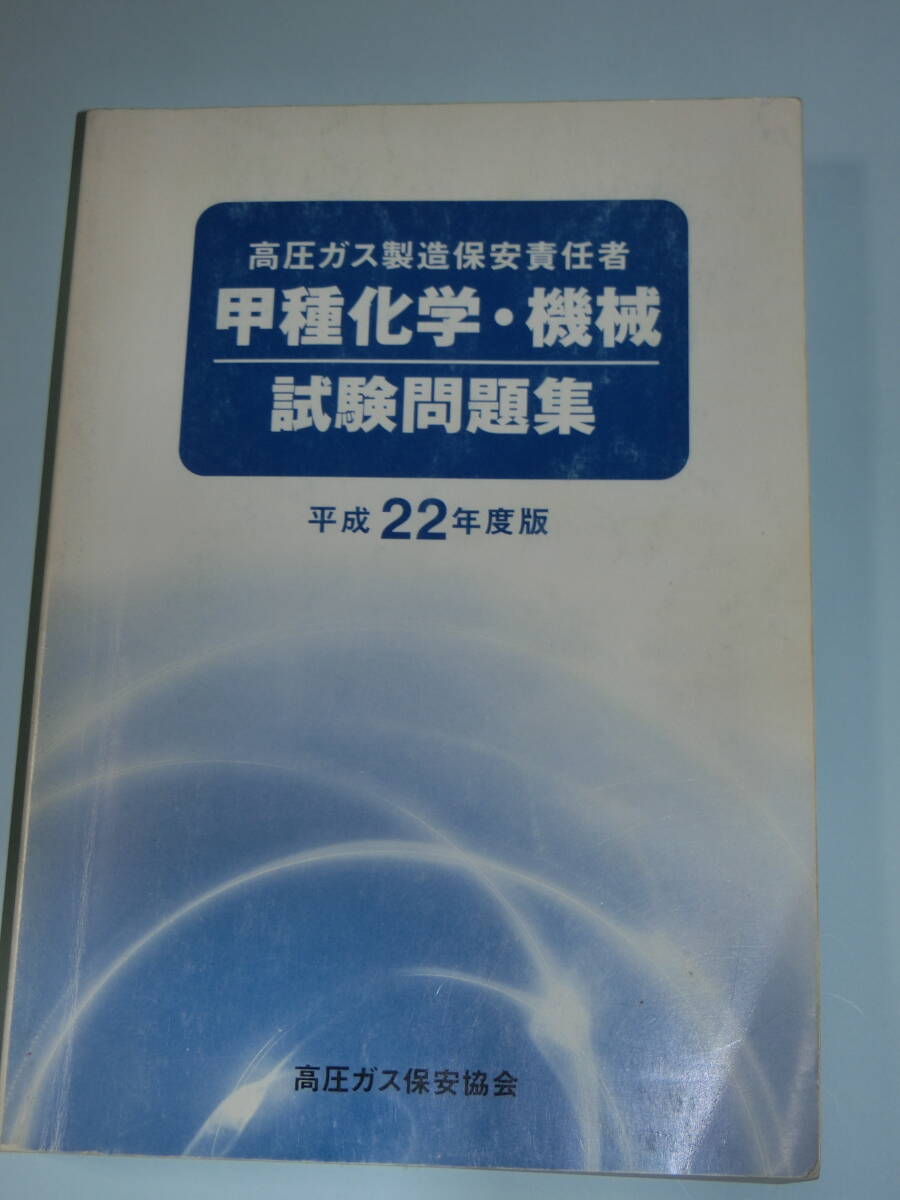 高圧ガス製造保安責任者
甲種化学・機械
試験問題集
平成22年度版
高圧ガス保安協会